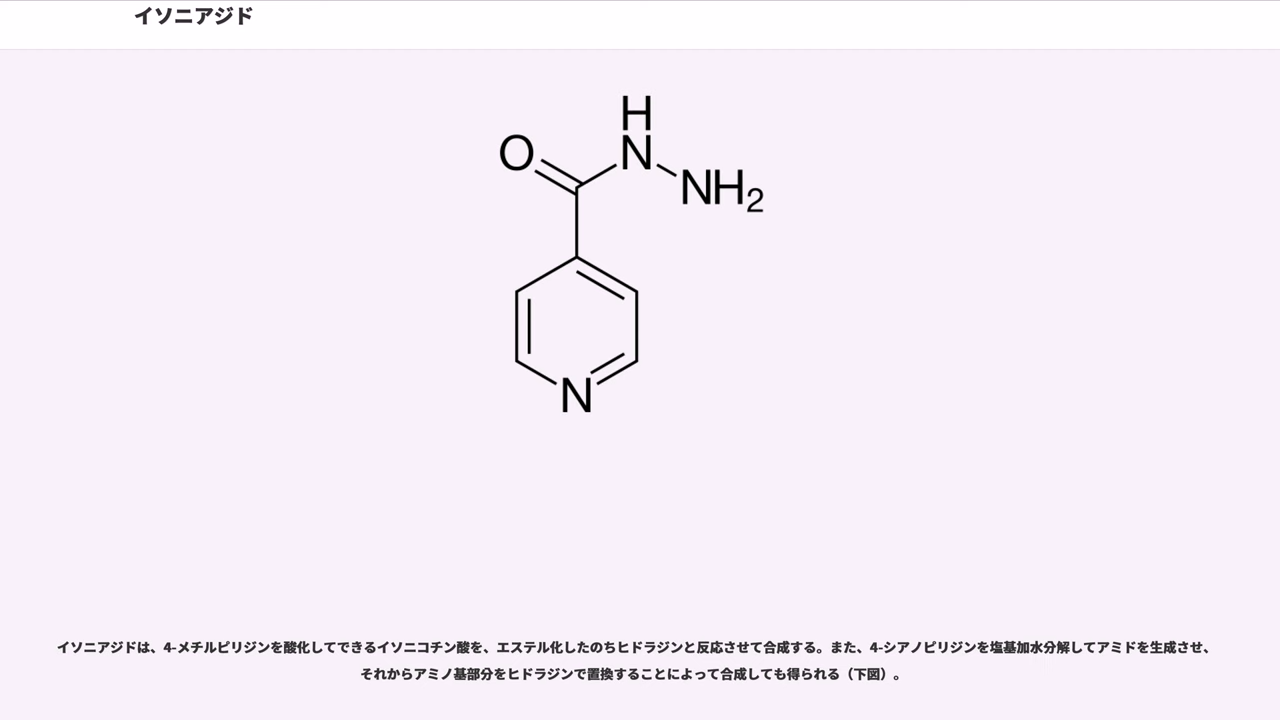 イソニアジド
H
O
N
NH2
N
イソニアジドは、4-メチルピリジンを酸化してできるイソニコチン酸を、エステル化したのちヒドラジンと反応させて合成する。また、4-シアノピリジンを塩基加水分解してアミドを生成させ、
それからアミノ基部分をヒドラジンで置換することによって合成しても得られる（下図）。